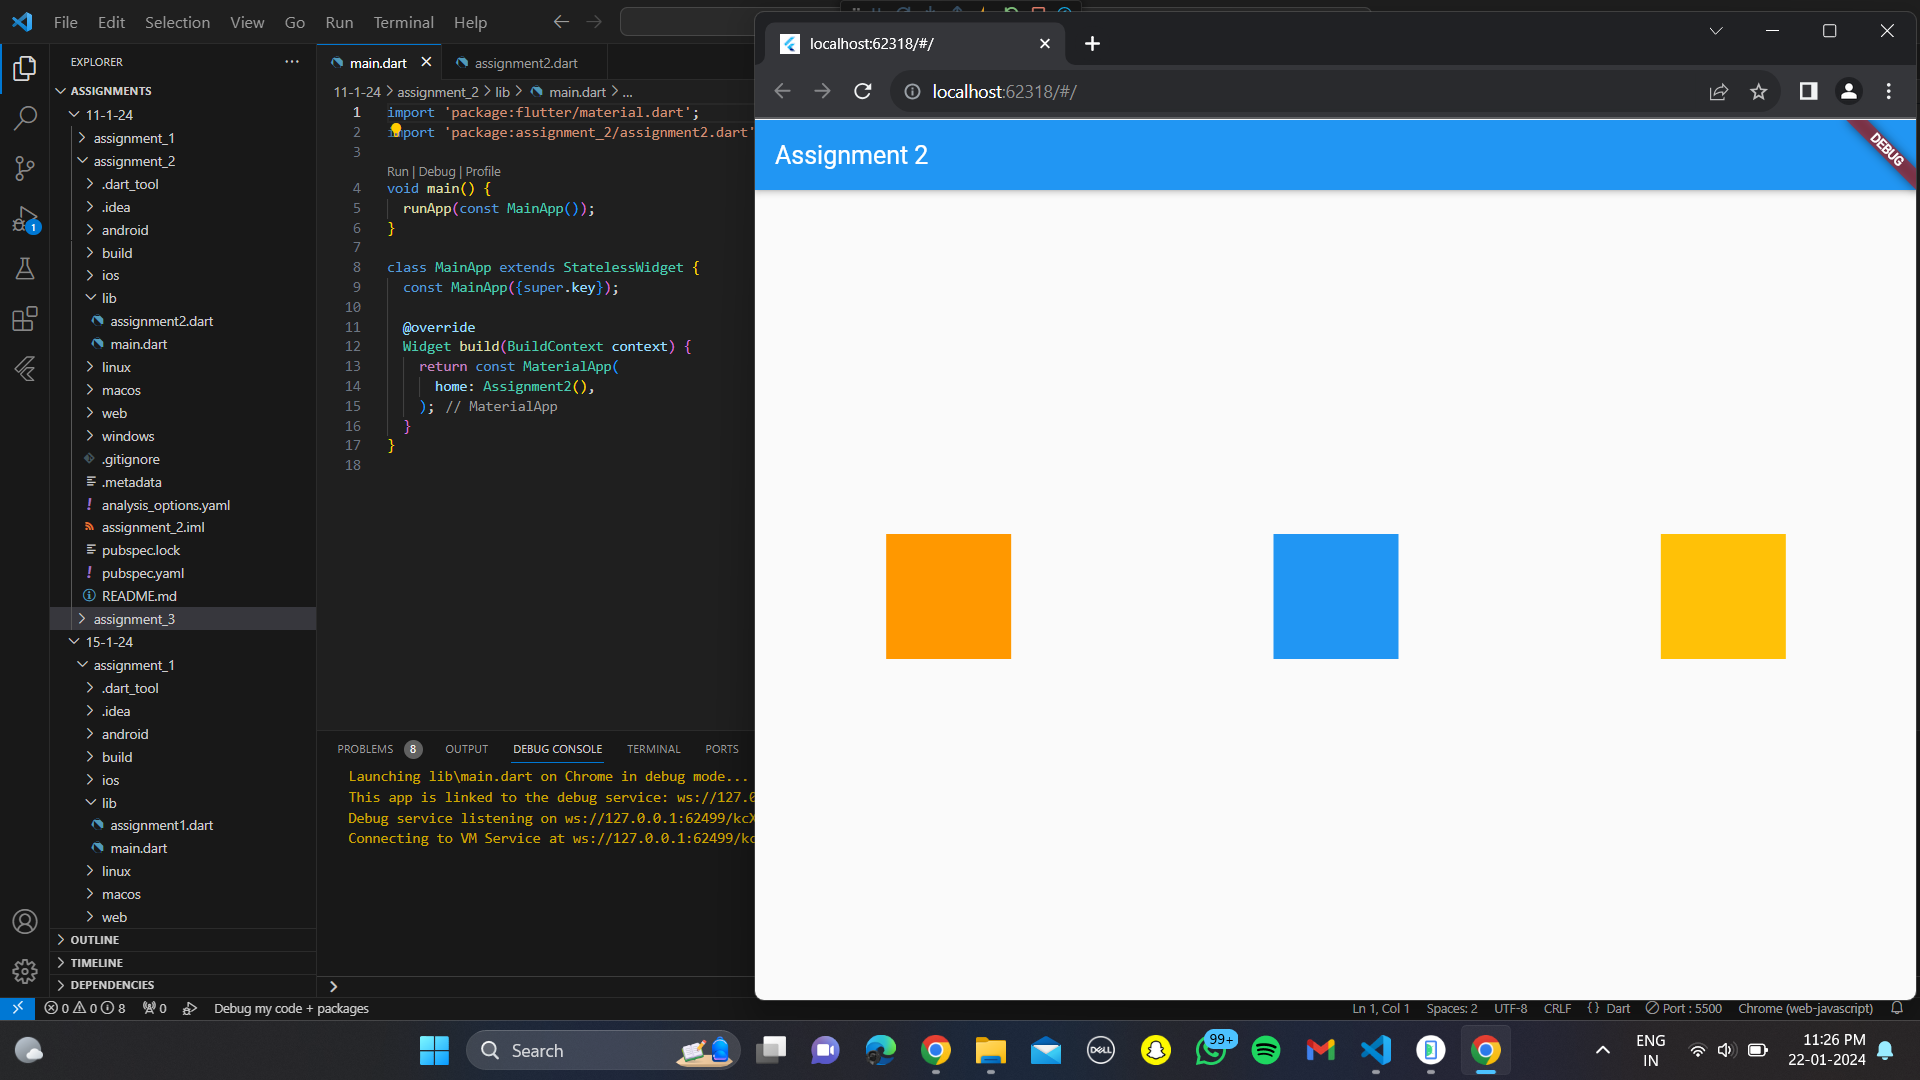 File Edit Selection View Go Run Terminal Help
EXPLORER
ASSIGNMENTS
11-1-24
assignment_1
assignment_2
.dart_tool
.idea
android
build
ios
lib
assignment2.dart
main.dart
linux
macos
web
windows
.gitignore
.metadata
analysis_options.yaml
assignment_2.iml
pubspec.lock
pubspec.yaml
README.md
assignment_3
15-1-24
assignment_1
.dart_tool
.idea
android
build
ios
lib
assignment1.dart
main.dart
linux
macos
web
OUTLINE
TIMELINE
DEPENDENCIES
1
main.dart assignment2.dart
11-1-24 > assignment_2 > lib > main.dart > ...
1 import 'package:flutter/material.dart';
2 import 'package:assignment_2/assignment2.dart'
3
Run | Debug | Profile
4 void main() {
5 runApp(const MainApp());
6 }
7
8 class MainApp extends StatelessWidget {
9 const MainApp({super.key});
10
11 @override
12 Widget build(BuildContext context) {
13 return const MaterialApp(
14 home: Assignment2(),
15 ); // MaterialApp
16 }
17 }
18
PROBLEMS 8 OUTPUT DEBUG CONSOLE TERMINAL PORTS
Launching lib\main.dart on Chrome in debug mode...
This app is linked to the debug service: ws://127.0
Debug service listening on ws://127.0.0.1:62499/kcX
Connecting to VM Service at ws://127.0.0.1:62499/kc
localhost:62318/#/
localhost:62318/#/
Assignment 2
DEBUG
0 0 8 0 Debug my code + packages Ln 1, Col 1 Spaces: 2 UTF-8 CRLF {} Dart Port : 5500 Chrome (web-javascript)
Search
DELL
99+
ENG
IN
11:26 PM
22-01-2024